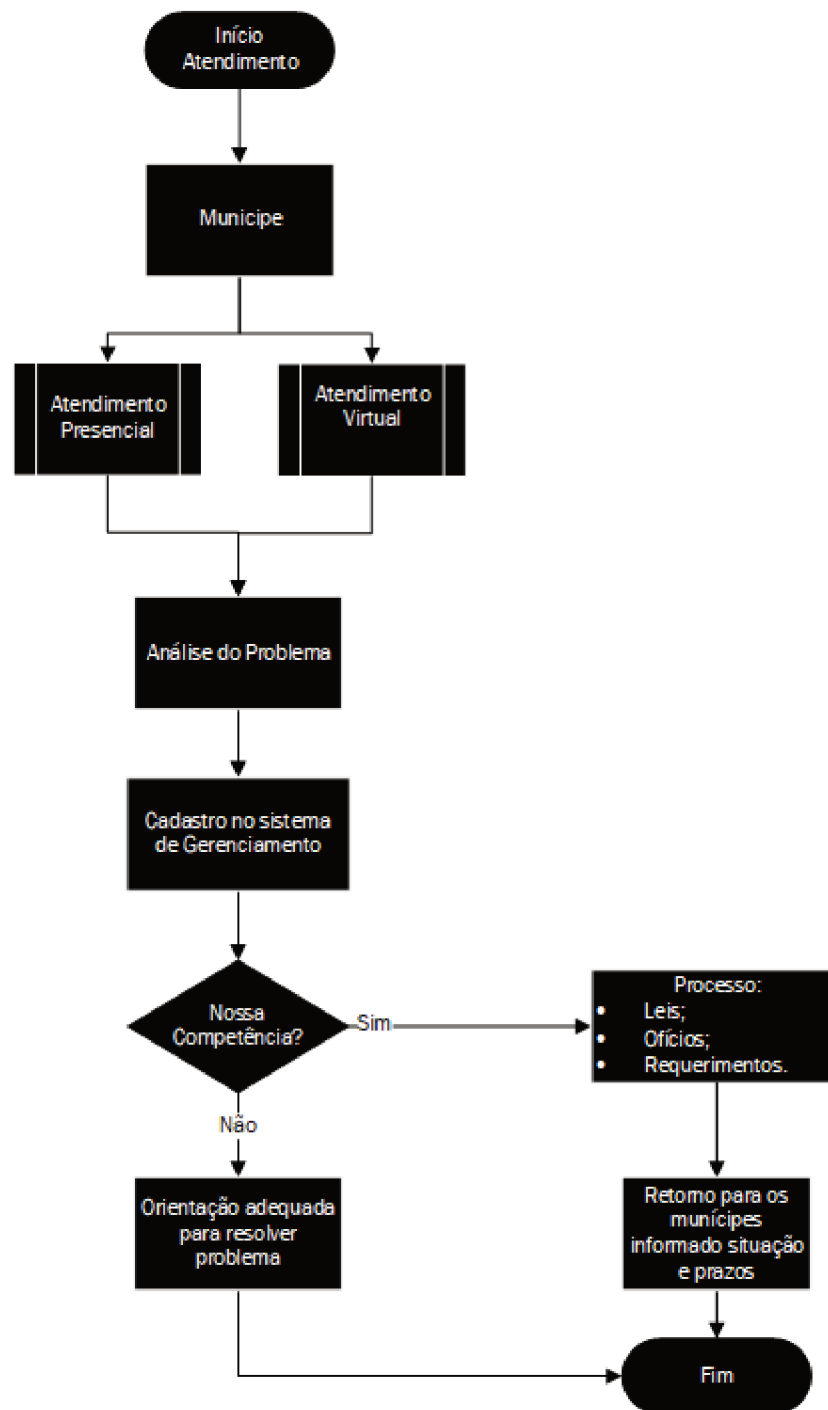 Início
Atendimento
Municipe
Atendimento
Presencial
Atendimento
Virtual
Análise do Problema
Cadastro no sistema
de Gerenciamento
Nossa
Competência?
Sim
Processo:
• Leis;
• Ofícios;
• Requerimentos.
Não
Orientação adequada
para resolver
problema
Retorno para os
munícipes
informado situação
e prazos
Fim